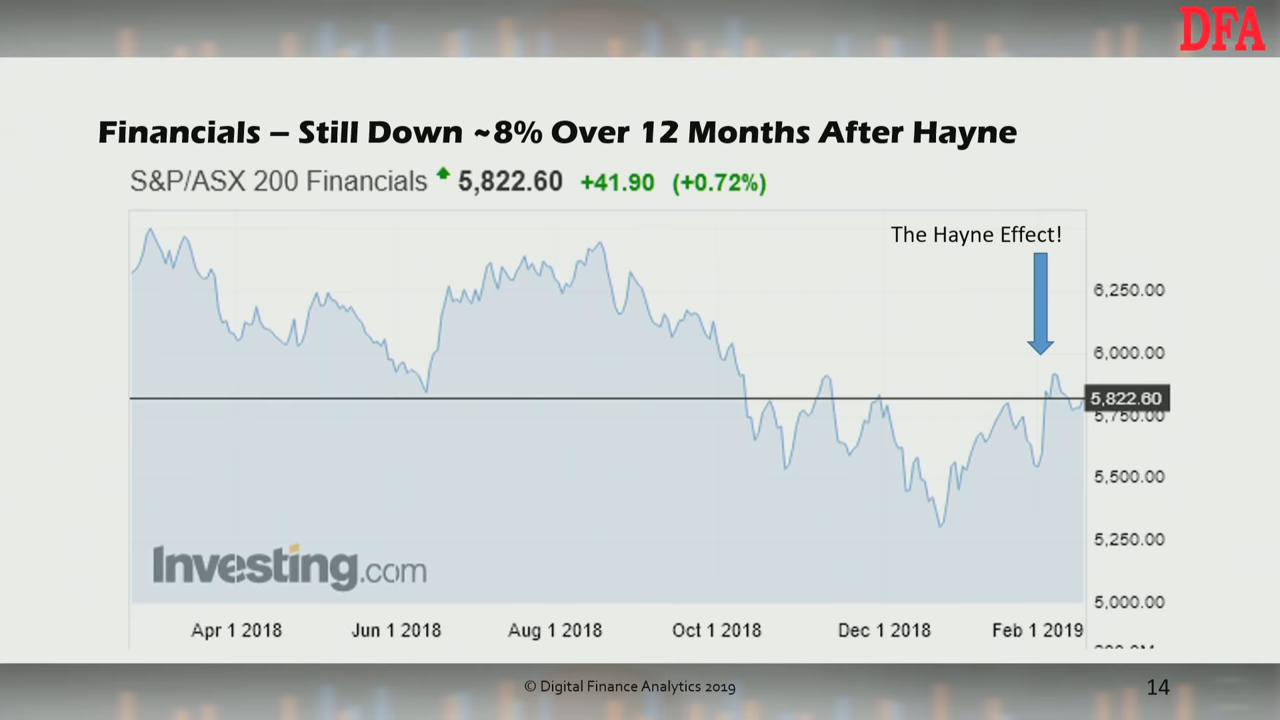 DFA
Financials – Still Down ~8% Over 12 Months After Hayne
S&P/ASX 200 Financials 5,822.60 +41.90 (+0.72%)
The Hayne Effect!
6,250.00
6,000.00
5,822.60
5,750.00
5,500.00
5,250.00
5,000.00
Investing.com
Apr 1 2018 Jun 1 2018 Aug 1 2018 Oct 1 2018 Dec 1 2018 Feb 1 2019
© Digital Finance Analytics 2019
14